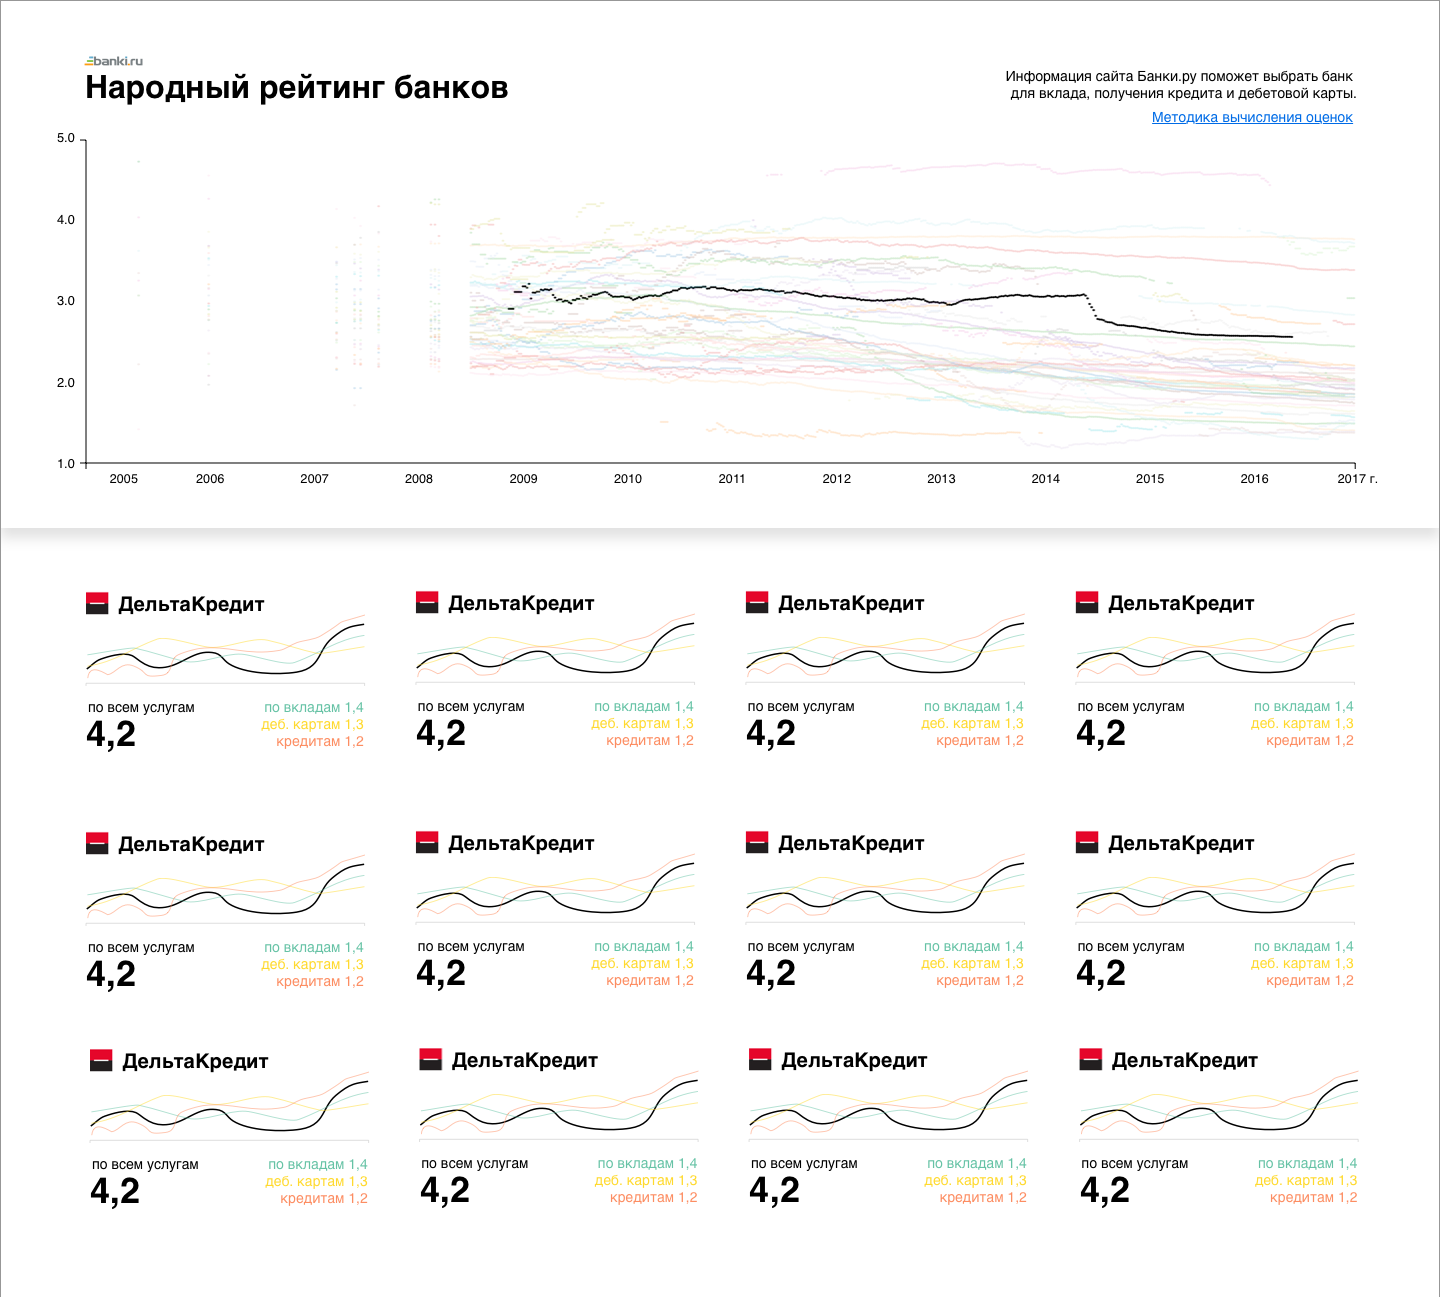 banki.ru
Народный рейтинг банков
Информация сайта Банки.ру поможет выбрать банк
для вклада, получения кредита и дебетовой карты.
Методика вычисления оценок
5.0
4.0
3.0
2.0
1.0
2005 2006 2007 2008 2009 2010 2011 2012 2013 2014 2015 2016 2017 г.
ДельтаКредит ДельтаКредит ДельтаКредит ДельтаКредит
по всем услугам по вкладам 1,4 по всем услугам по вкладам 1,4 по всем услугам по вкладам 1,4 по всем услугам по вкладам 1,4
4,2 деб. картам 1,3 4,2 деб. картам 1,3 4,2 деб. картам 1,3 4,2 деб. картам 1,3
кредитам 1,2 кредитам 1,2 кредитам 1,2 кредитам 1,2
ДельтаКредит ДельтаКредит ДельтаКредит ДельтаКредит
по всем услугам по вкладам 1,4 по всем услугам по вкладам 1,4 по всем услугам по вкладам 1,4 по всем услугам по вкладам 1,4
4,2 деб. картам 1,3 4,2 деб. картам 1,3 4,2 деб. картам 1,3 4,2 деб. картам 1,3
кредитам 1,2 кредитам 1,2 кредитам 1,2 кредитам 1,2
ДельтаКредит ДельтаКредит ДельтаКредит ДельтаКредит
по всем услугам по вкладам 1,4 по всем услугам по вкладам 1,4 по всем услугам по вкладам 1,4 по всем услугам по вкладам 1,4
4,2 деб. картам 1,3 4,2 деб. картам 1,3 4,2 деб. картам 1,3 4,2 деб. картам 1,3
кредитам 1,2 кредитам 1,2 кредитам 1,2 кредитам 1,2